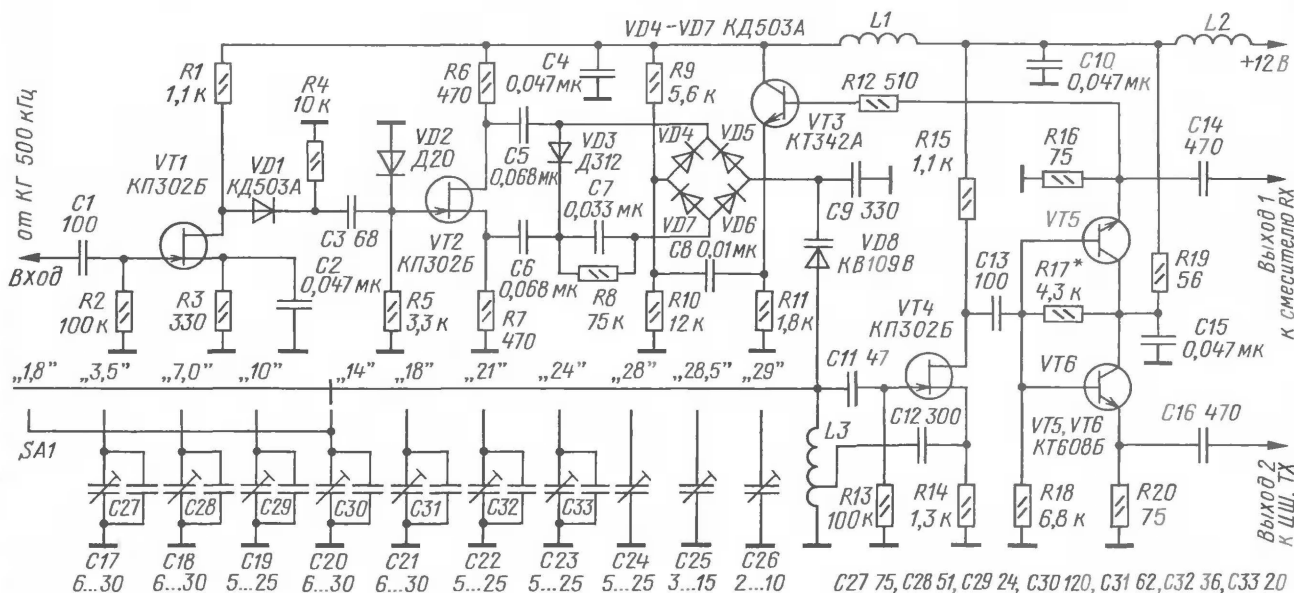 VD4–VD7 КД503А
L1
L2
+12 В
R1
1,1 к
R4
10 к
R6
470
C4
0,047 мк
R9
5,6 к
R12 510
C10
0,047 мк
VT3
КТ342А
от КГ 500 кГц
VT1
КП302Б
VD1
КД503А
VD2
Д20
C5
0,068 мк
VD3
Д312
VD4
VD5
R15
1,1 к
R16
75
C14
470
C1
100
Вход
C3 68
VT2
КП302Б
C7
0,033 мк
VD7
VD6
C9 330
VT5
Выход 1
к смесителю RX
C2
0,047 мк
C6
0,068 мк
C8 0,01 мк
VD8
КВ109В
C13
100
R17*
4,3 к
R19
56
R2
100 к
R3
330
R5
3,3 к
R7
470
R8
75 к
R10
12 к
R11
1,8 к
VT4
КП302Б
C15
0,047 мк
„1,8” „3,5” „7,0” „10” „14” „18” „21” „24” „28” „28,5” „29”
C11 47
VT6
SA1
L3
C12 300
VT5, VT6
КТ608Б
C16 470
C27
C28
C29
C30
C31
C32
C33
R13
100 к
R14
1,3 к
R18
6,8 к
R20
75
Выход 2
к ЦШ. ТХ
C17
6...30
C18
6...30
C19
5...25
C20
6...30
C21
6...30
C22
5...25
C23
5...25
C24
5...25
C25
3...15
C26
2...10
C27 75, C28 51, C29 24, C30 120, C31 62, C32 36, C33 20